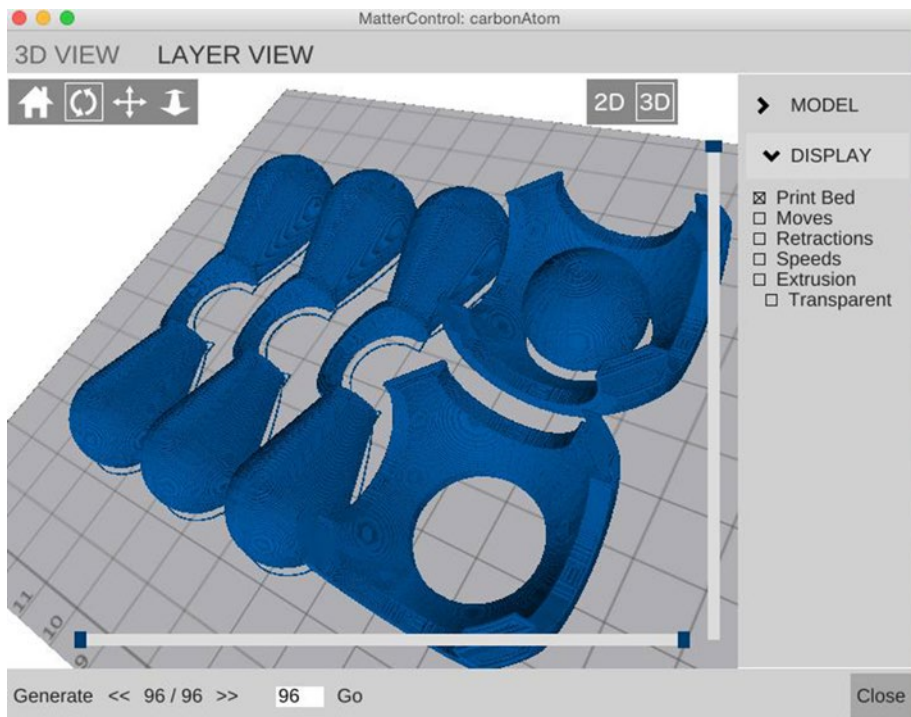 MatterControl: carbonAtom
3D VIEW LAYER VIEW
2D 3D
MODEL
DISPLAY
Print Bed
Moves
Retractions
Speeds
Extrusion
Transparent
11
10
9
Generate << 96 / 96 >> 96 Go
Close